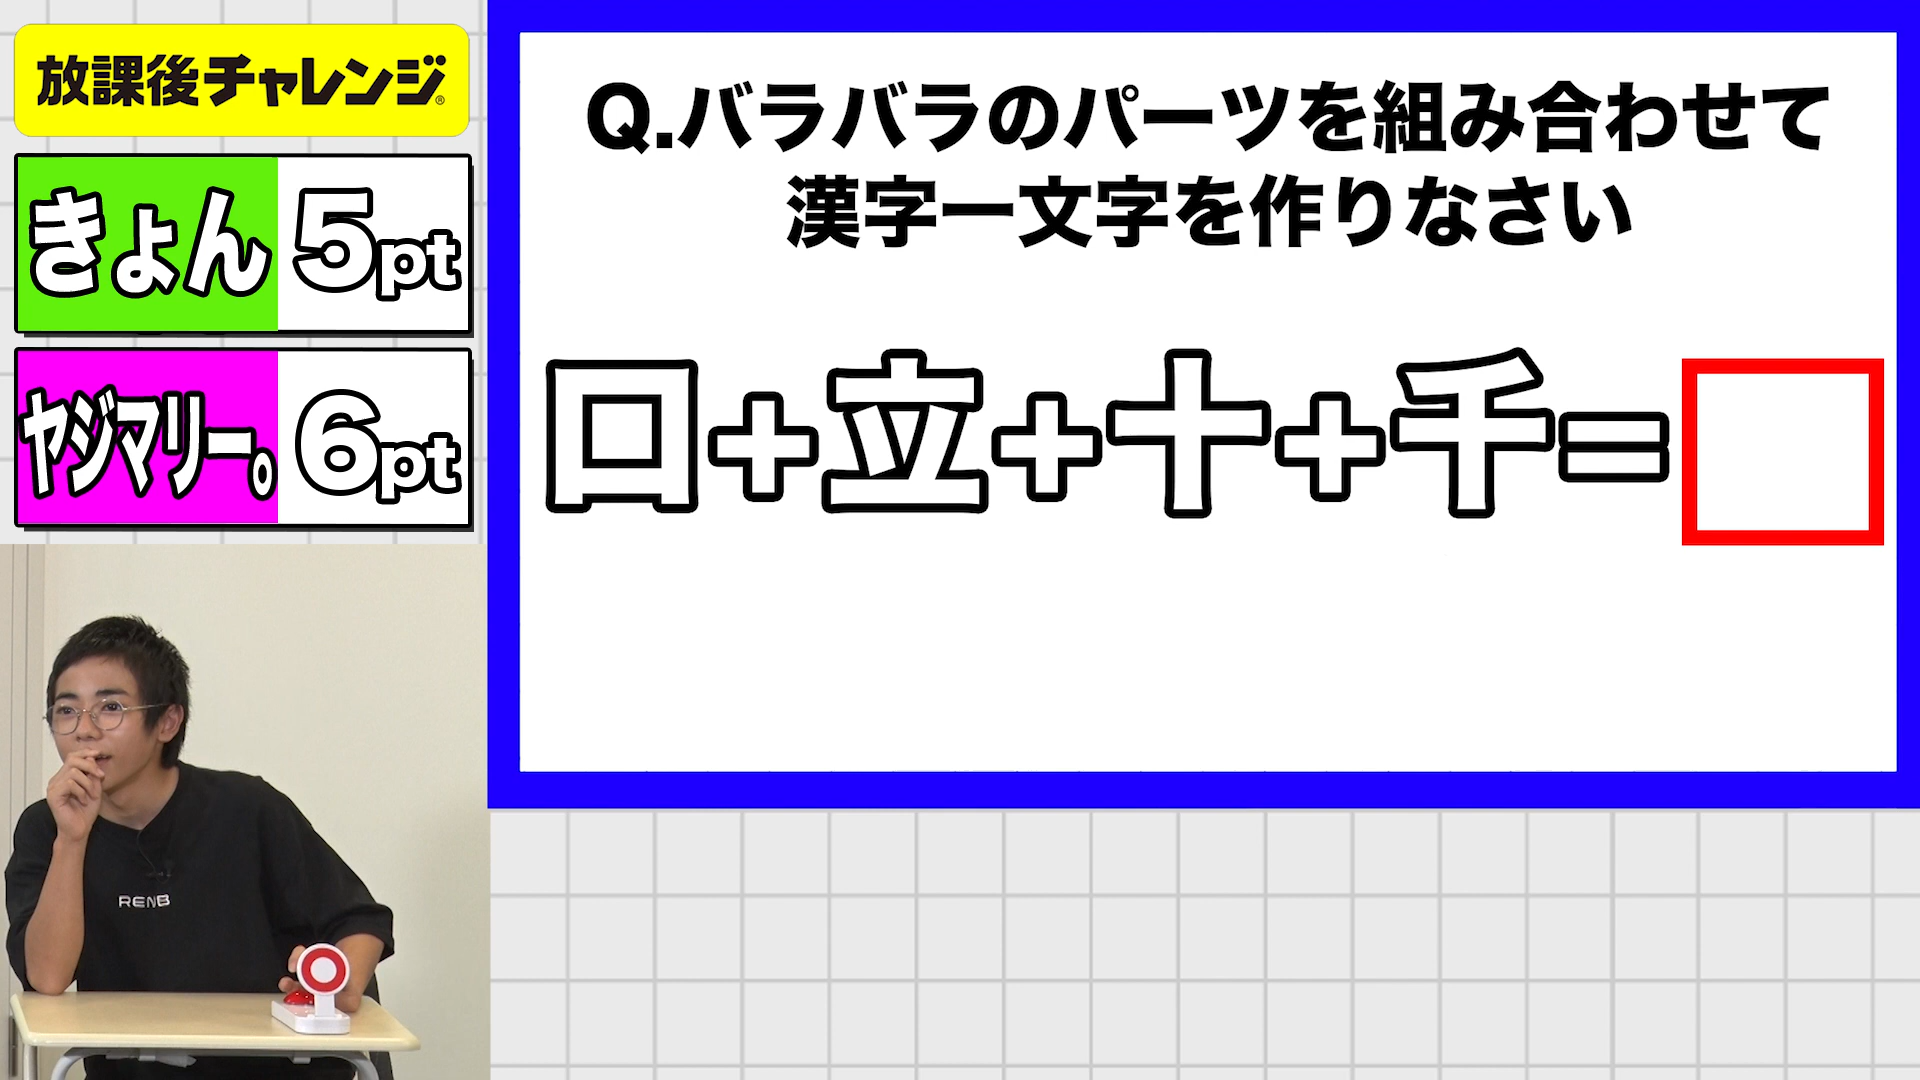 放課後チャレンジ®
きょん 5pt
ヤジマリー。 6pt
Q.バラバラのパーツを組み合わせて
漢字一文字を作りなさい
口+立+十+千=□
RENB